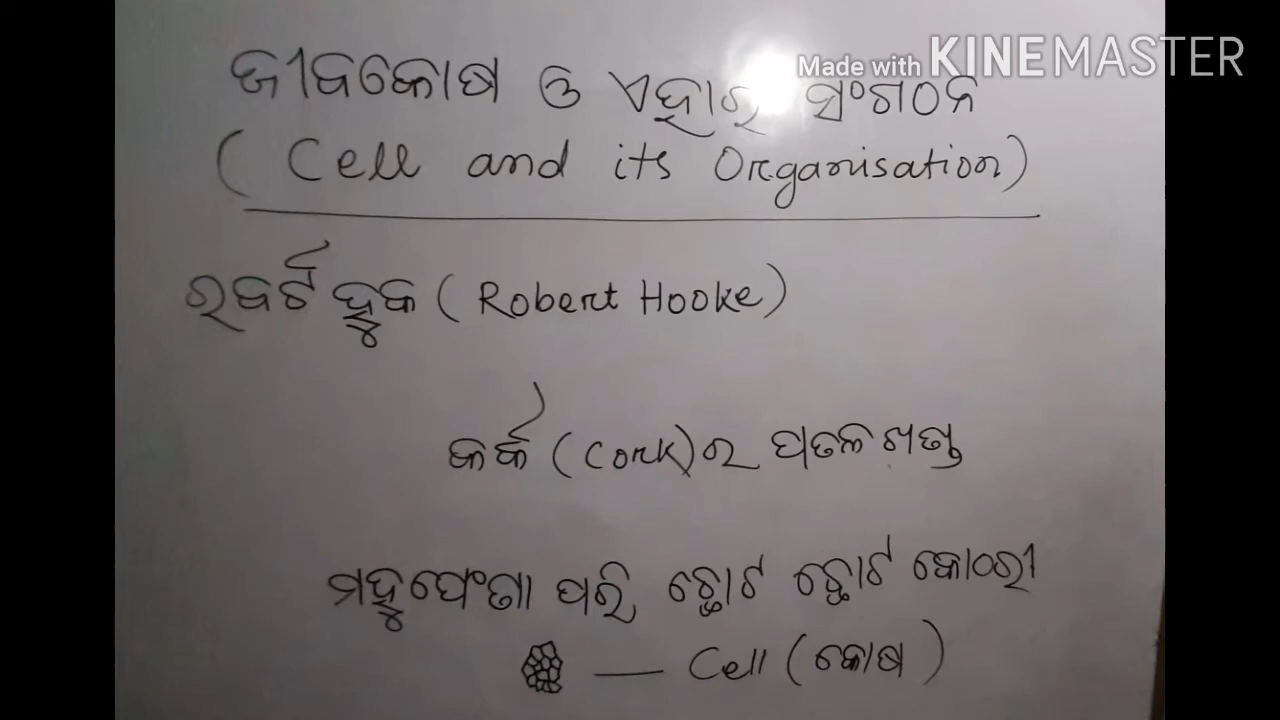 Made with KINEMASTER
ଜୀବକୋଷ ଓ ଏହାର ସଂଗଠନ
( Cell and its Organisation)
ରବର୍ଟ ହୁକ ( Robert Hooke)
କର୍କ (Cork)ର ପତଳ ଖଣ୍ଡ
ମହୁଫେଣା ପରି ଛୋଟ ଛୋଟ କୋଠରୀ
— Cell (କୋଷ )